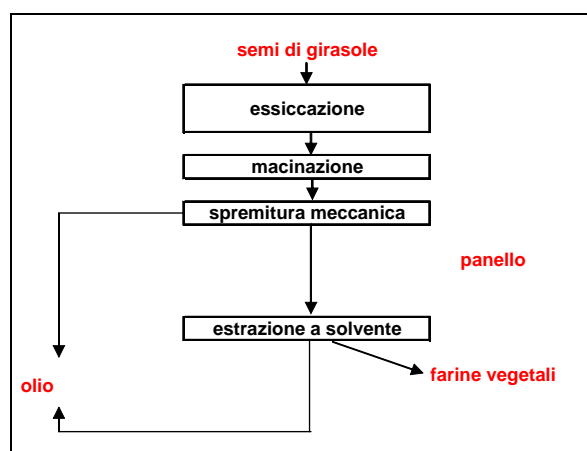 semi di girasole
essiccazione
macinazione
spremitura meccanica
panello
estrazione a solvente
farine vegetali
olio